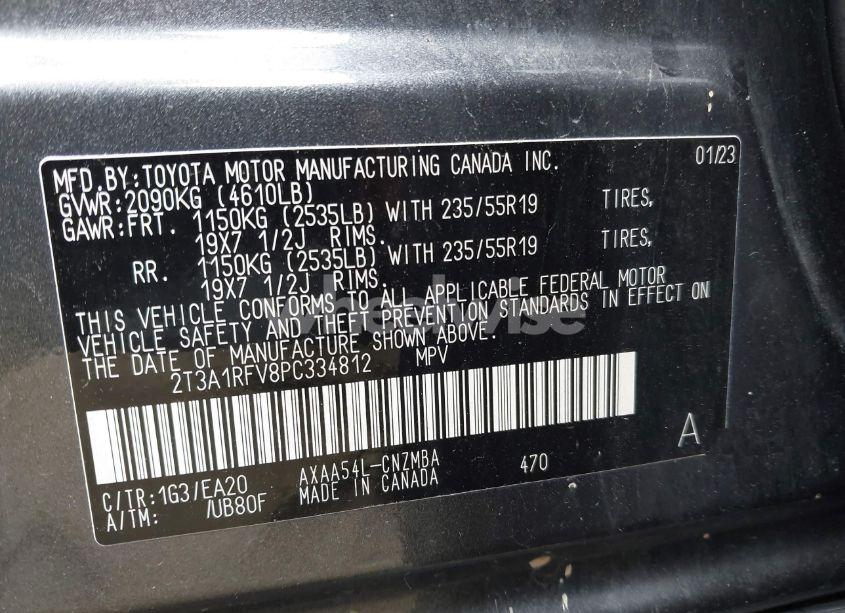 MFD.BY:TOYOTA MOTOR MANUFACTURING CANADA INC. 01/23
GVWR:2090KG (4610LB)
GAWR:FRT. 1150KG (2535LB) WITH 235/55R19 TIRES,
19X7 1/2J RIMS.
RR. 1150KG (2535LB) WITH 235/55R19 TIRES,
19X7 1/2J RIMS.
THIS VEHICLE CONFORMS TO ALL APPLICABLE FEDERAL MOTOR
VEHICLE SAFETY AND THEFT PREVENTION STANDARDS IN EFFECT ON
THE DATE OF MANUFACTURE SHOWN ABOVE.
2T3A1RFV8PC334812 MPV
A
C/TR:1G3/EA20 AXAA54L-CNZMBA 470
A/TM: /UB80F MADE IN CANADA
wheelwise